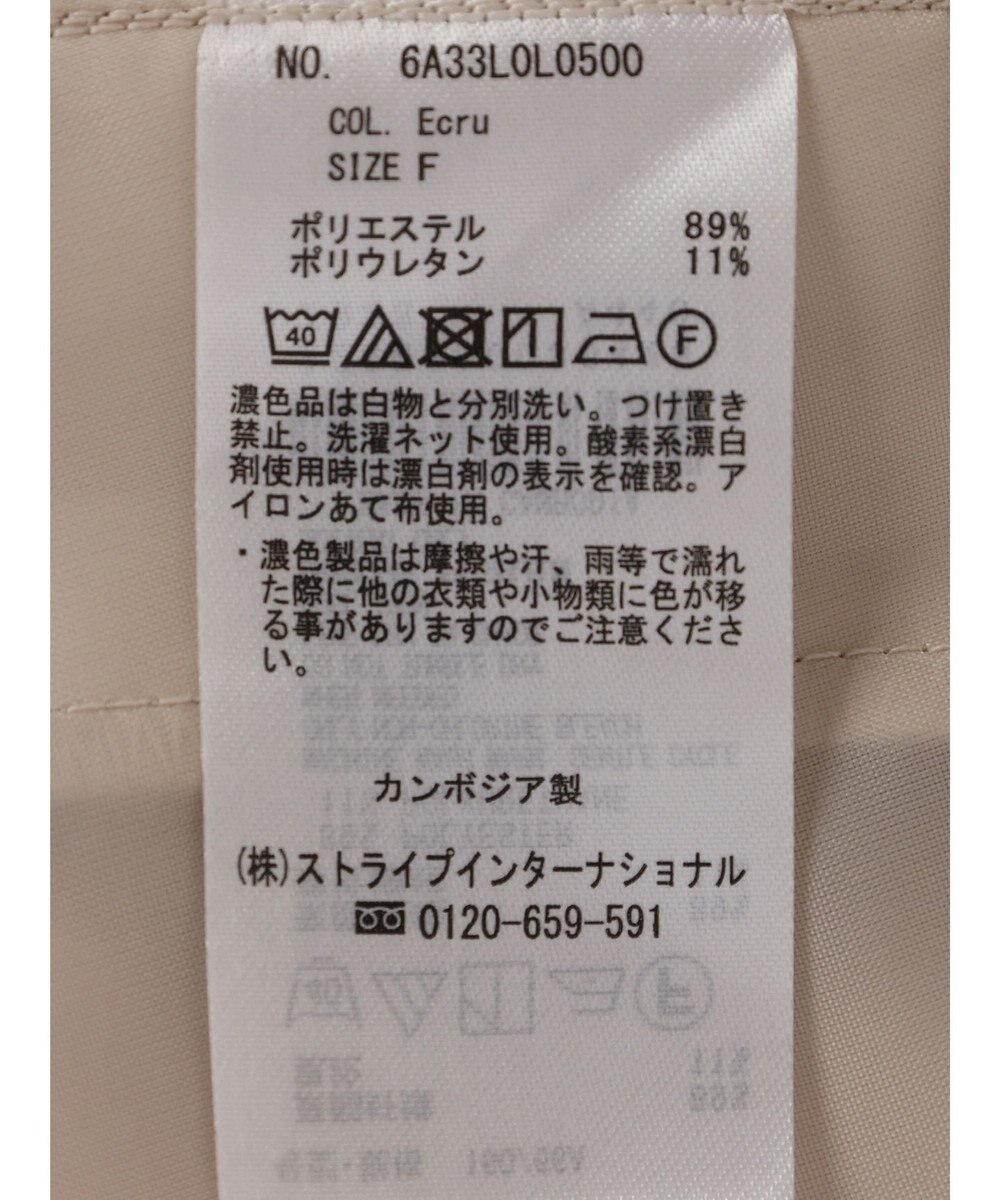 NO. 6A33L0L0500
COL. Ecru
SIZE F
ポリエステル 89%
ポリウレタン 11%
40 F
濃色品は白物と分別洗い。つけ置き
禁止。洗濯ネット使用。酸素系漂白
剤使用時は漂白剤の表示を確認。ア
イロンあて布使用。
・濃色製品は摩擦や汗、雨等で濡れ
た際に他の衣類や小物類に色が移
る事がありますのでご注意くださ
い。
カンボジア製
(株)ストライプインターナショナル
0120-659-591